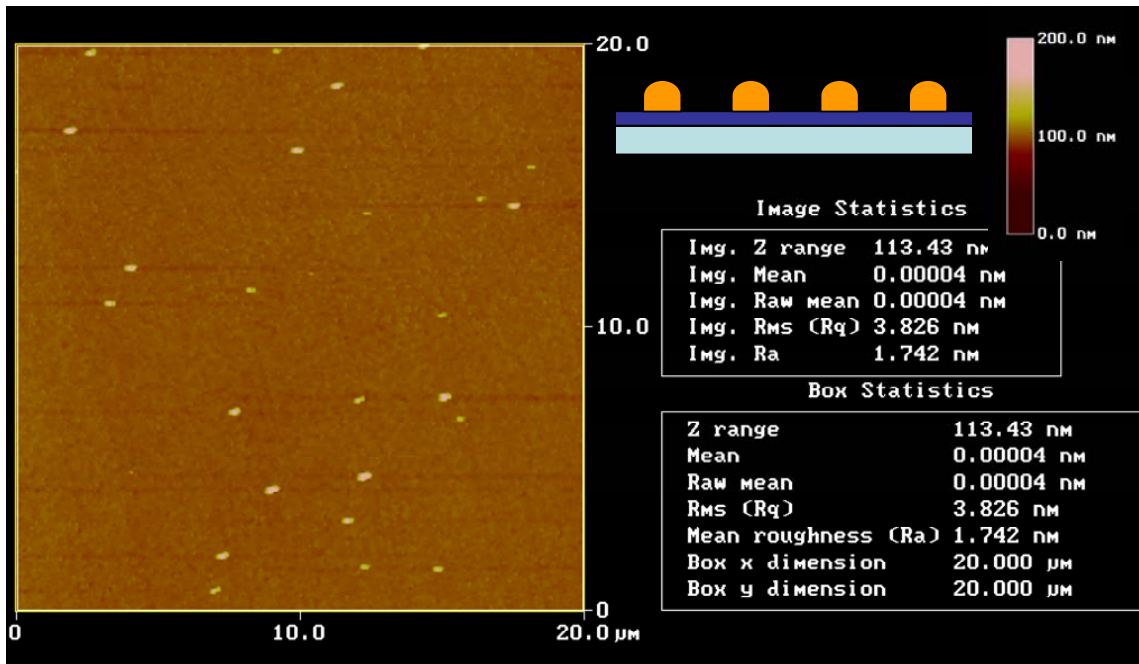 20.0
200.0 nm
100.0 nm
0.0 nm
Image Statistics
Img. Z range 113.43 nm
Img. Mean 0.00004 nm
Img. Raw mean 0.00004 nm
Img. Rms (Rq) 3.826 nm
Img. Ra 1.742 nm
10.0
Box Statistics
Z range 113.43 nm
Mean 0.00004 nm
Raw mean 0.00004 nm
Rms (Rq) 3.826 nm
Mean roughness (Ra) 1.742 nm
Box x dimension 20.000 µm
Box y dimension 20.000 µm
0
0 10.0 20.0 µm